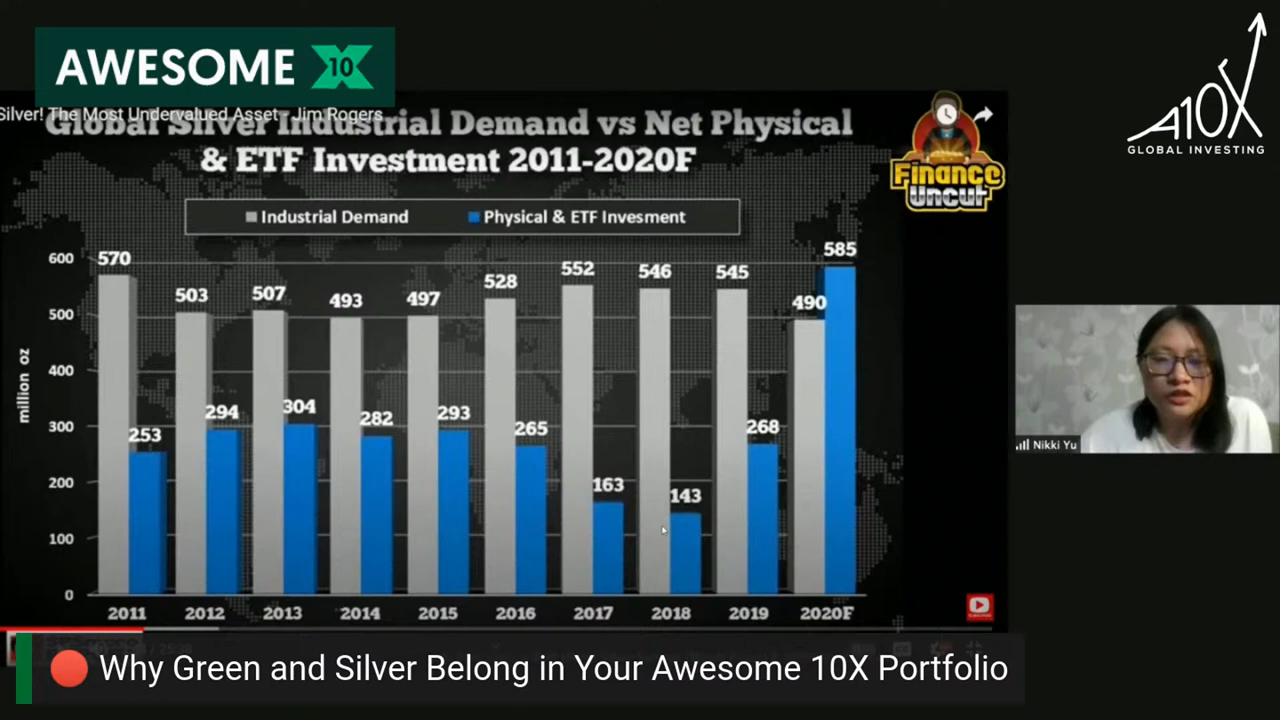 AWESOME 10
Silver! The Most Undervalued Asset - Jim Rogers
Global Silver Industrial Demand vs Net Physical
& ETF Investment 2011-2020F
A10X
GLOBAL INVESTING
Finance
Uncut
Industrial Demand
Physical & ETF Invesment
million oz
600
500
400
300
200
100
0
570
253
503
294
507
304
493
282
497
293
528
265
552
163
546
143
545
268
490
585
2011
2012
2013
2014
2015
2016
2017
2018
2019
2020F
Nikki Yu
Why Green and Silver Belong in Your Awesome 10X Portfolio